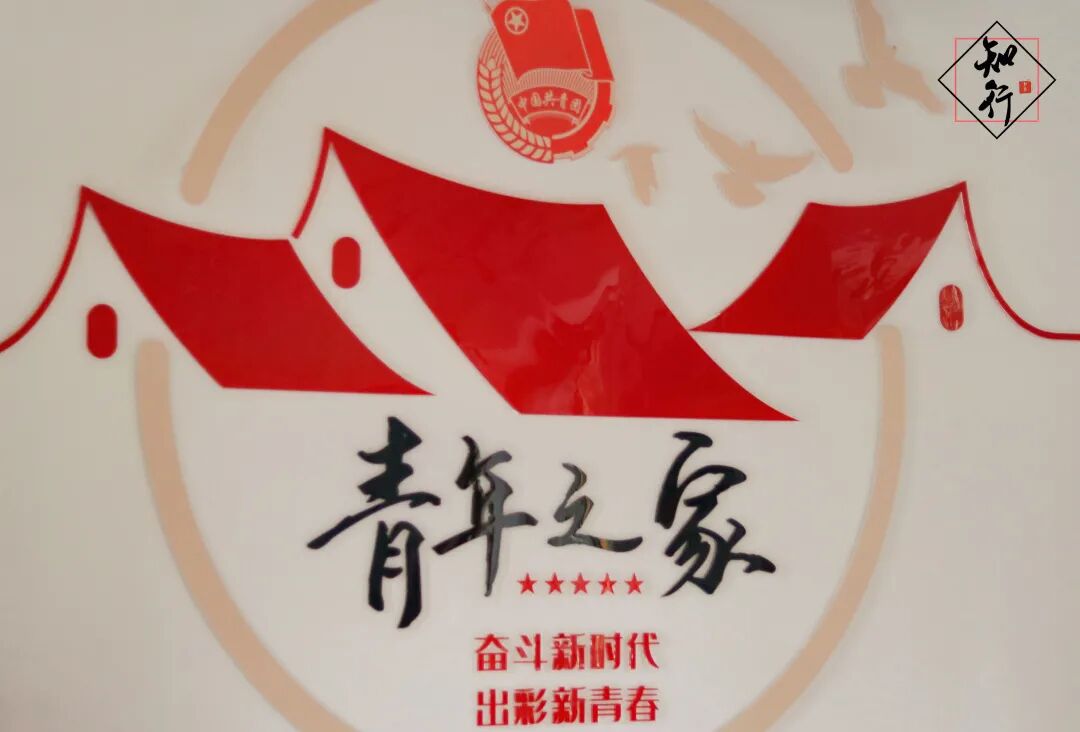 中国共青团
知行
青年之家
奋斗新时代
出彩新青春